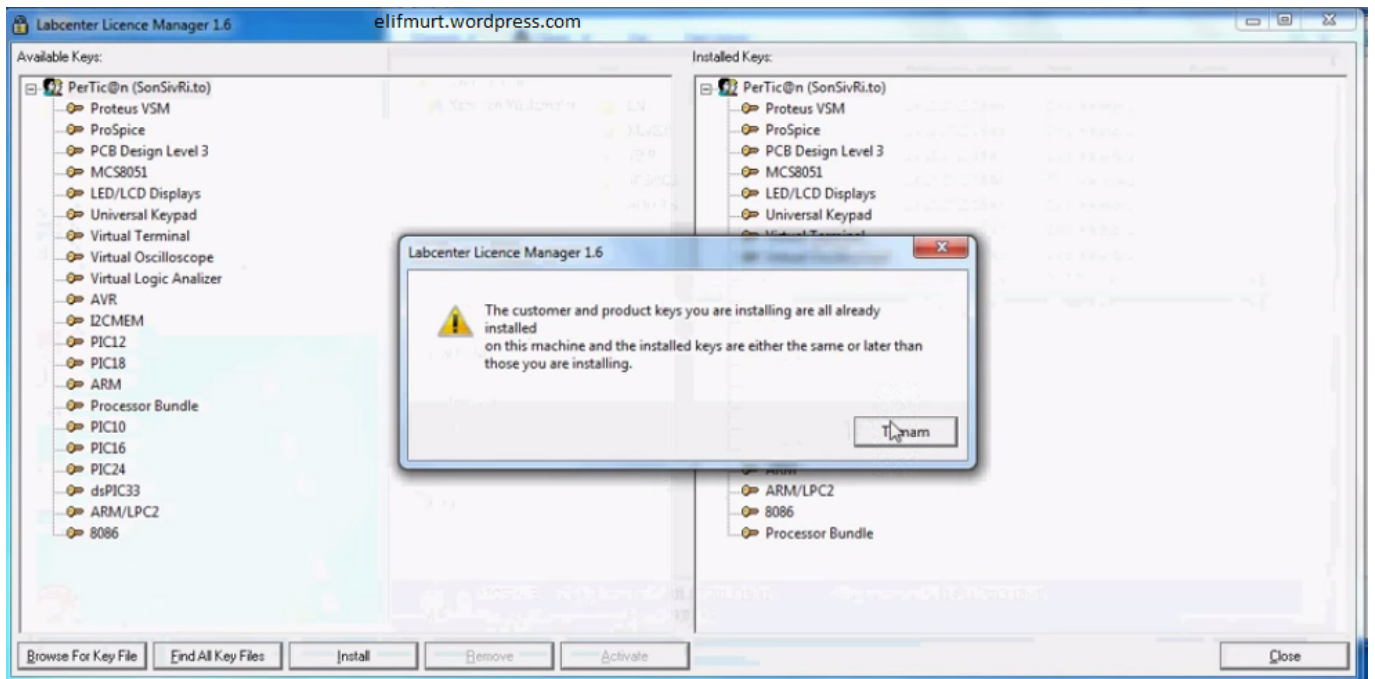 Labcenter Licence Manager 1.6
elifmurt.wordpress.com
Available Keys:
PerTic@n (SonSivRi.to)
Proteus VSM
ProSpice
PCB Design Level 3
MCS8051
LED/LCD Displays
Universal Keypad
Virtual Terminal
Virtual Oscilloscope
Virtual Logic Analizer
AVR
I2CMEM
PIC12
PIC18
ARM
Processor Bundle
PIC10
PIC16
PIC24
dsPIC33
ARM/LPC2
8086
Installed Keys:
PerTic@n (SonSivRi.to)
Proteus VSM
ProSpice
PCB Design Level 3
MCS8051
LED/LCD Displays
Universal Keypad
Virtual Terminal
ARM
ARM/LPC2
8086
Processor Bundle
Labcenter Licence Manager 1.6
The customer and product keys you are installing are all already
installed
on this machine and the installed keys are either the same or later than
those you are installing.
Browse For Key File
Find All Key Files
Install
Remove
Activate
Close